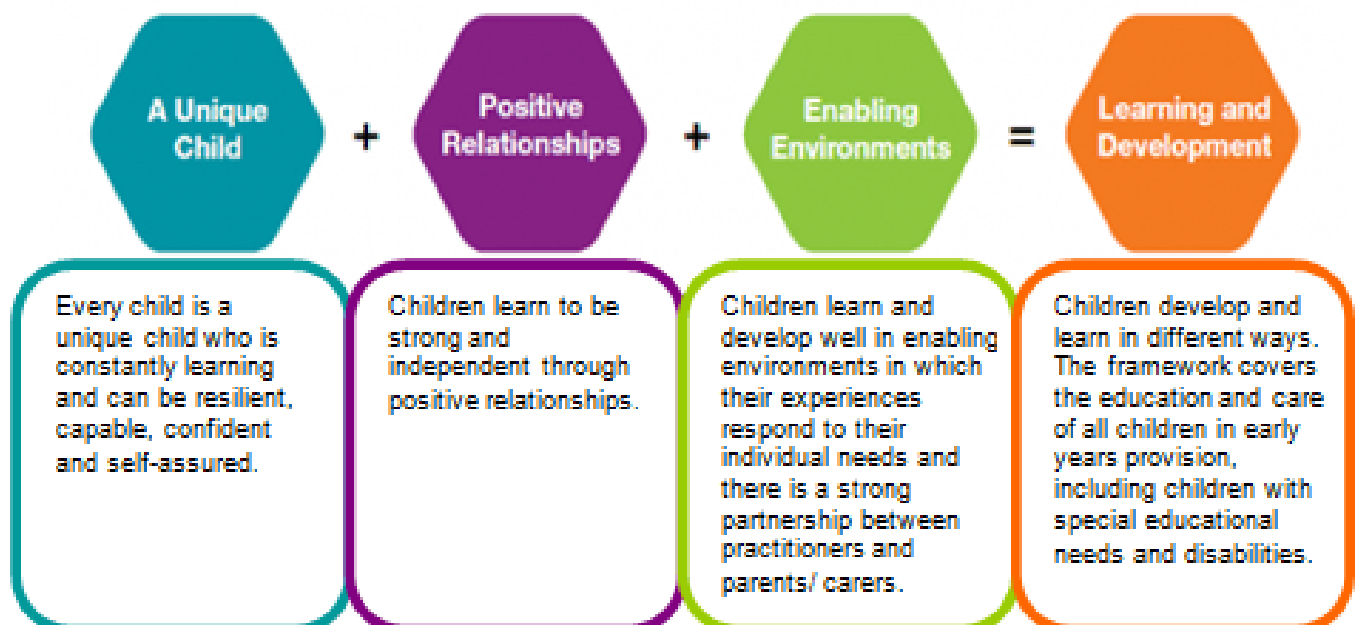 A Unique
Child
+
Positive
Relationships
+
Enabling
Environments
=
Learning and
Development
Every child is a
unique child who is
constantly learning
and can be resilient,
capable, confident
and self-assured.
Children learn to be
strong and
independent through
positive relationships.
Children learn and
develop well in enabling
environments in which
their experiences
respond to their
individual needs and
there is a strong
partnership between
practitioners and
parents/ carers.
Children develop and
learn in different ways.
The framework covers
the education and care
of all children in early
years provision,
including children with
special educational
needs and disabilities.